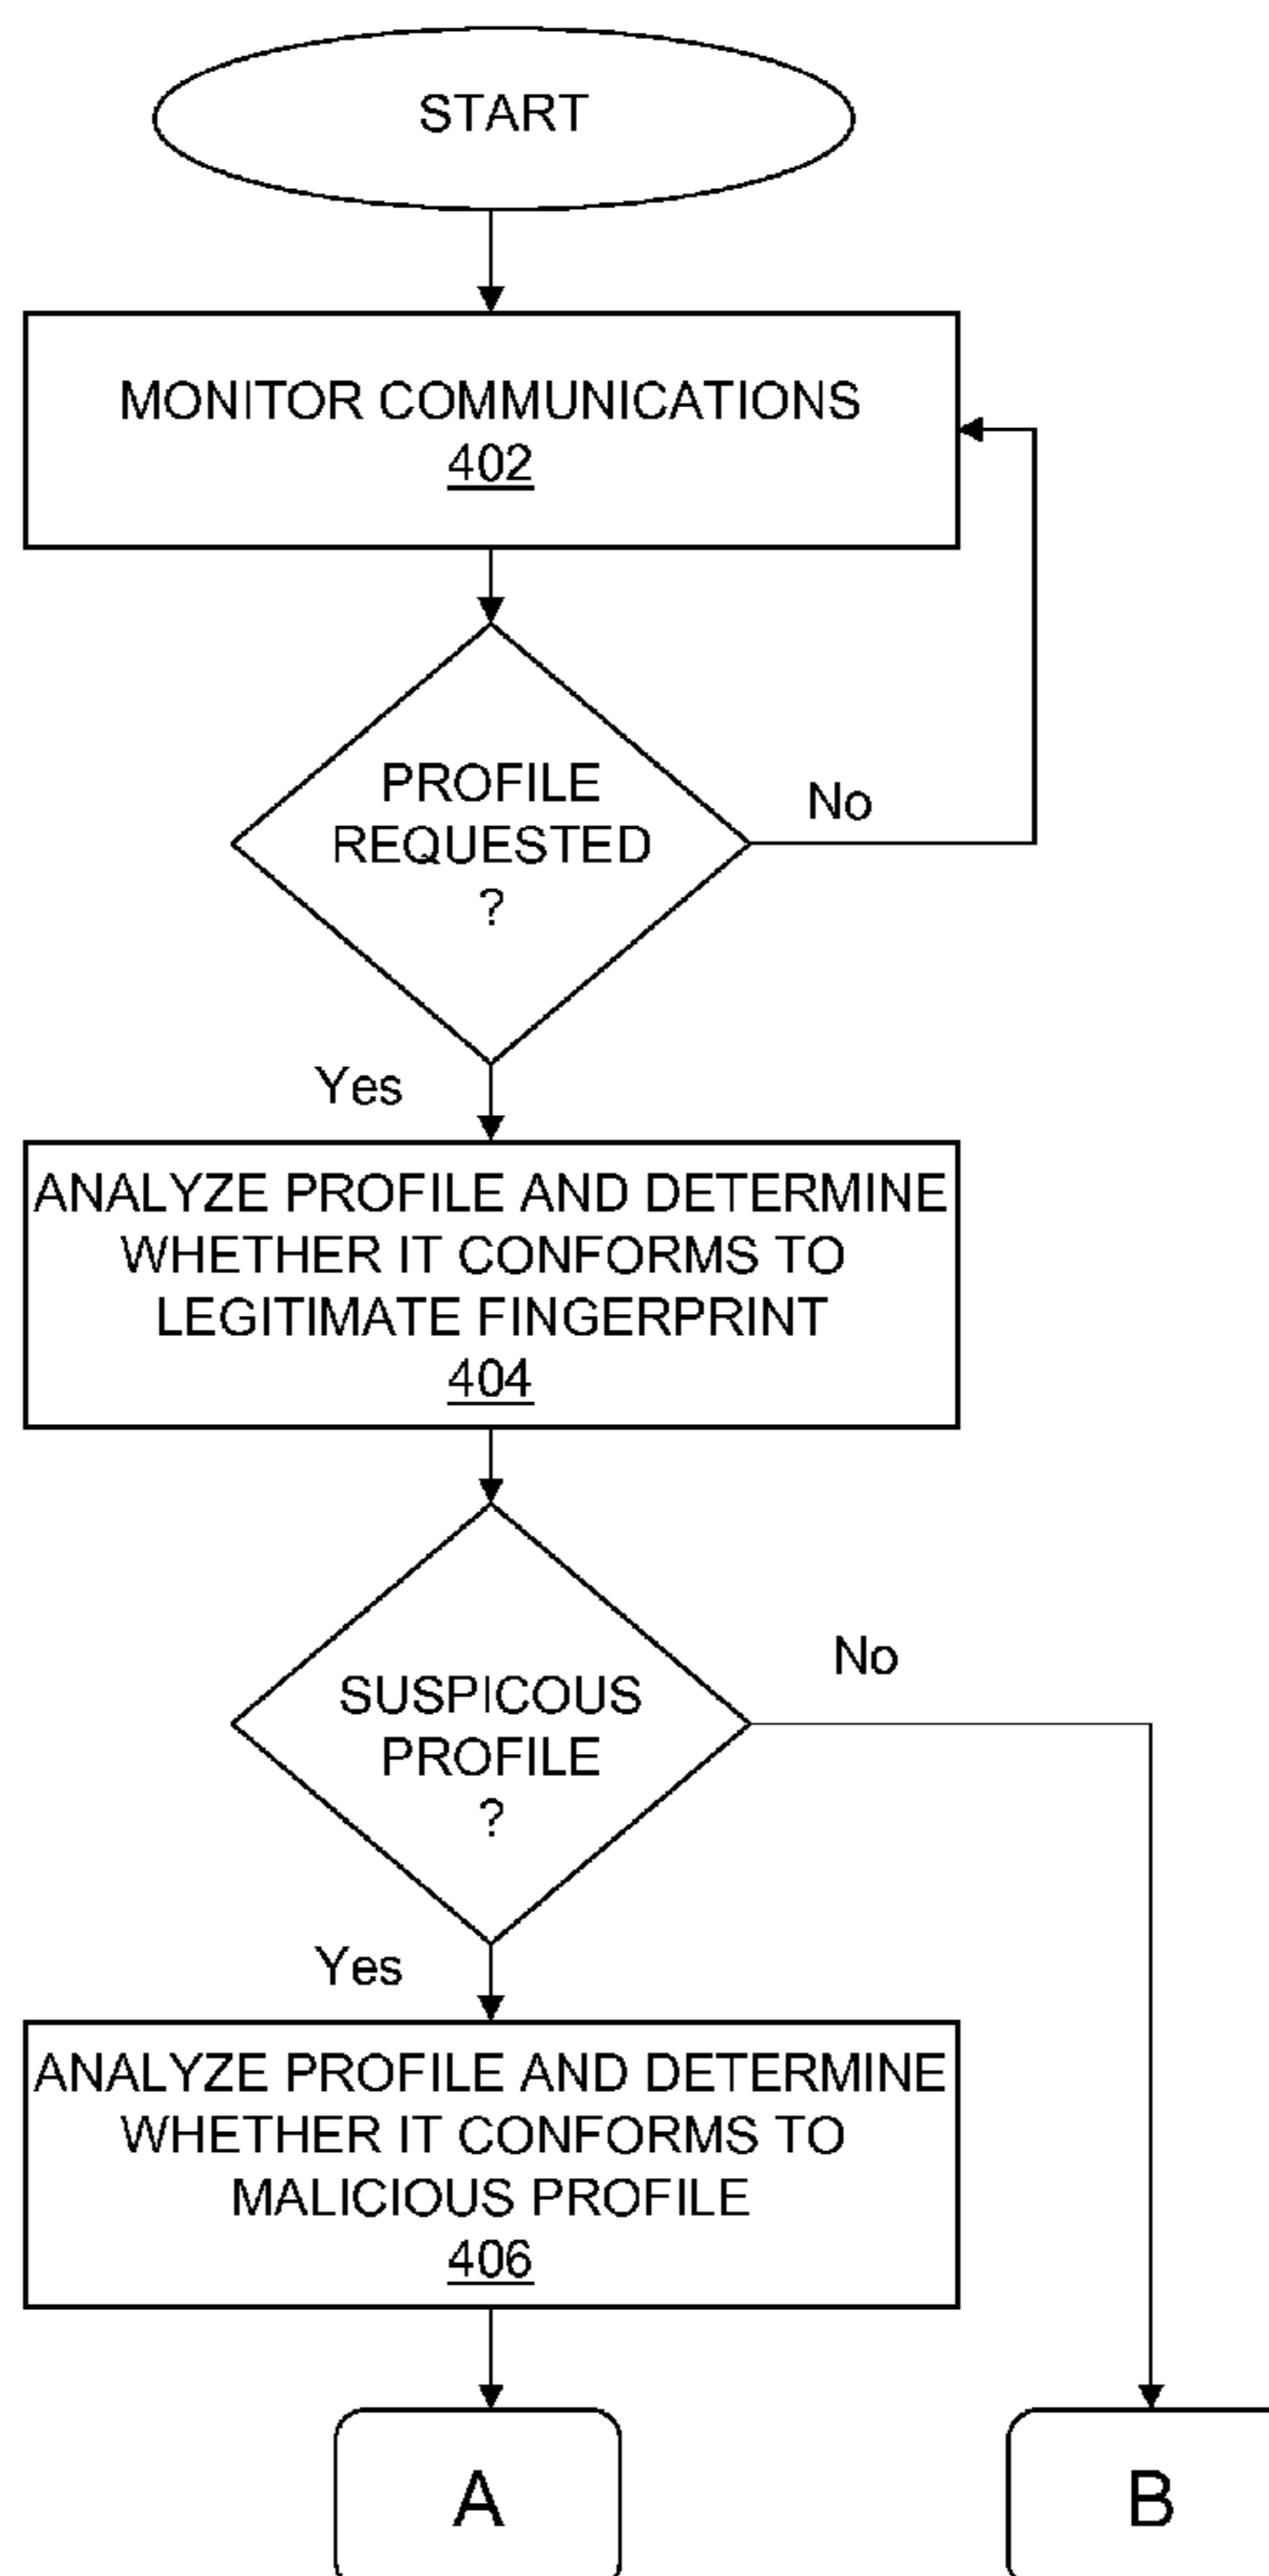 START
MONITOR COMMUNICATIONS
402
PROFILE
REQUESTED
?
No
Yes
ANALYZE PROFILE AND DETERMINE
WHETHER IT CONFORMS TO
LEGITIMATE FINGERPRINT
404
No
SUSPICOUS
PROFILE
?
Yes
ANALYZE PROFILE AND DETERMINE
WHETHER IT CONFORMS TO
MALICIOUS PROFILE
406
A
B